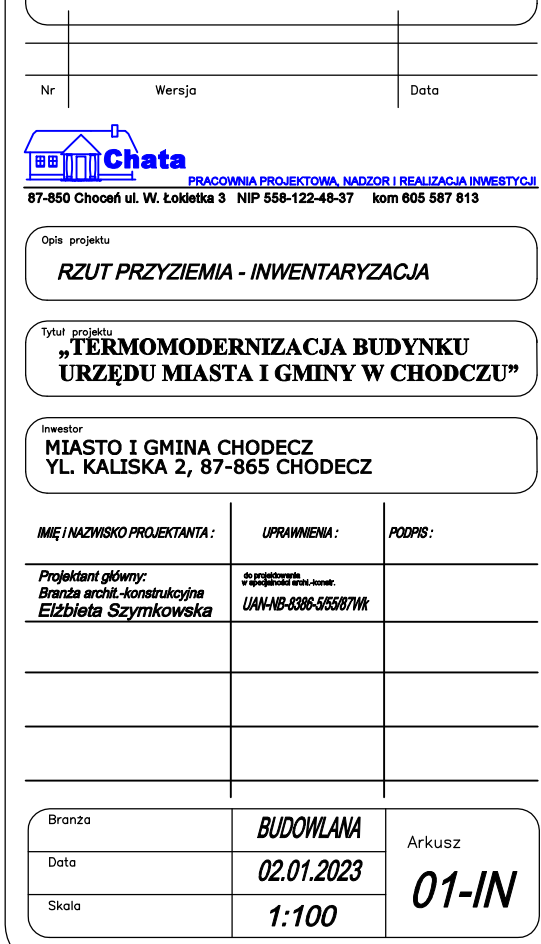 Nr Wersja Data
Chata
PRACOWNIA PROJEKTOWA, NADZOR I REALIZACJA INWESTYCJI
87-850 Choceń ul. W. Łokietka 3 NIP 558-122-48-37 kom 605 587 813
Opis projektu
RZUT PRZYZIEMIA - INWENTARYZACJA
Tytuł projektu
„TERMOMODERNIZACJA BUDYNKU
URZĘDU MIASTA I GMINY W CHODCZU”
Inwestor
MIASTO I GMINA CHODECZ
YL. KALISKA 2, 87-865 CHODECZ
IMIĘ i NAZWISKO PROJEKTANTA : UPRAWNIENIA : PODPIS :
Projektant główny:
Branża archit.-konstrukcyjna
Elżbieta Szymkowska
do projektowania
w specjalności archi.-konstr.
UAN-NB-8386-5/55/87Wk
Branża BUDOWLANA
Data 02.01.2023
Skala 1:100
Arkusz
01-IN